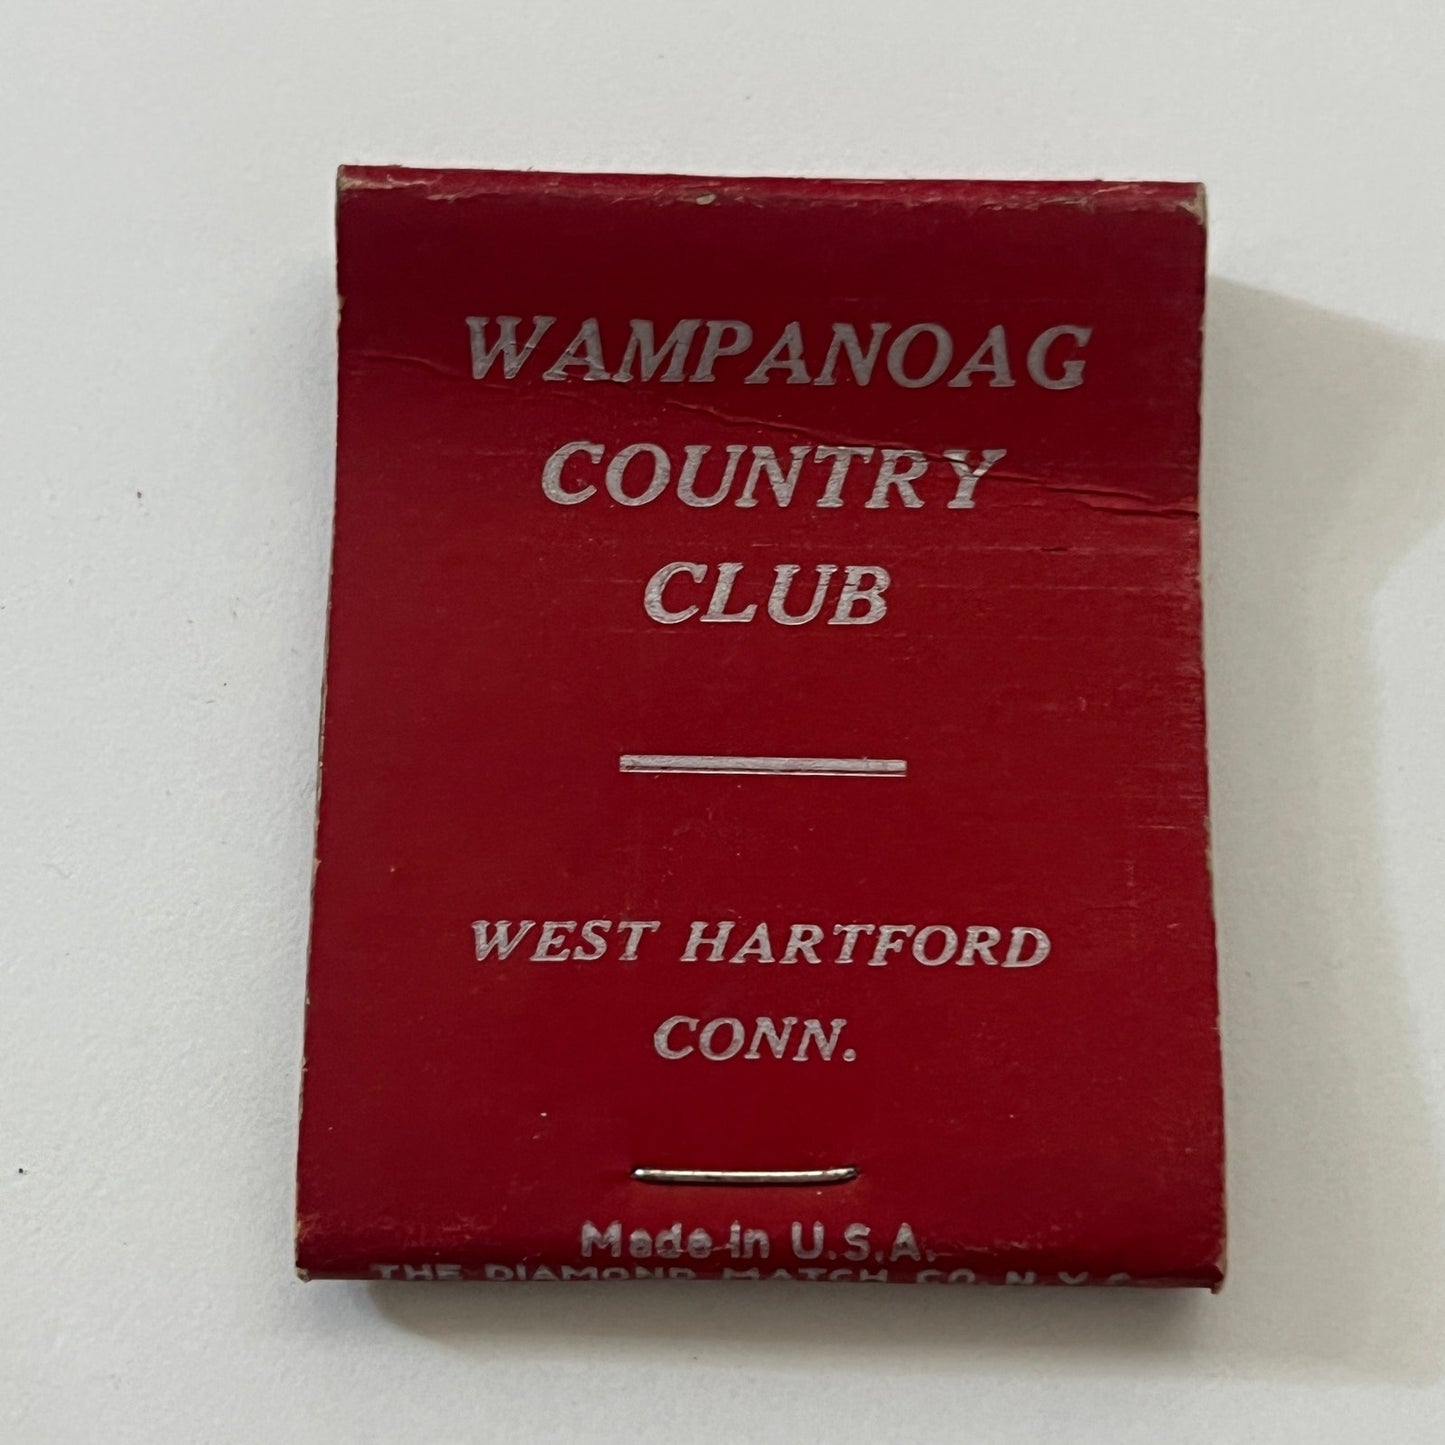 WAMPANOAG
COUNTRY
CLUB
WEST HARTFORD
CONN.
Made in U.S.A.
THE DIAMOND MATCH CO. N.Y.C.